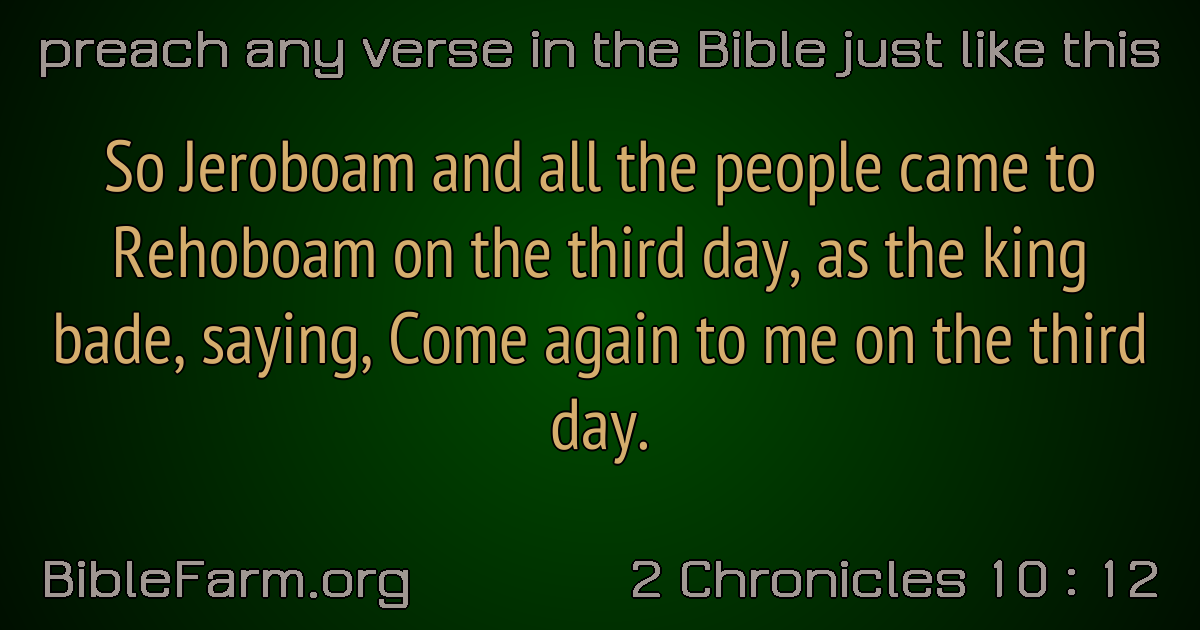 preach any verse in the Bible just like this
So Jeroboam and all the people came to
Rehoboam on the third day, as the king
bade, saying, Come again to me on the third
day.
BibleFarm.org
2 Chronicles 10 : 12